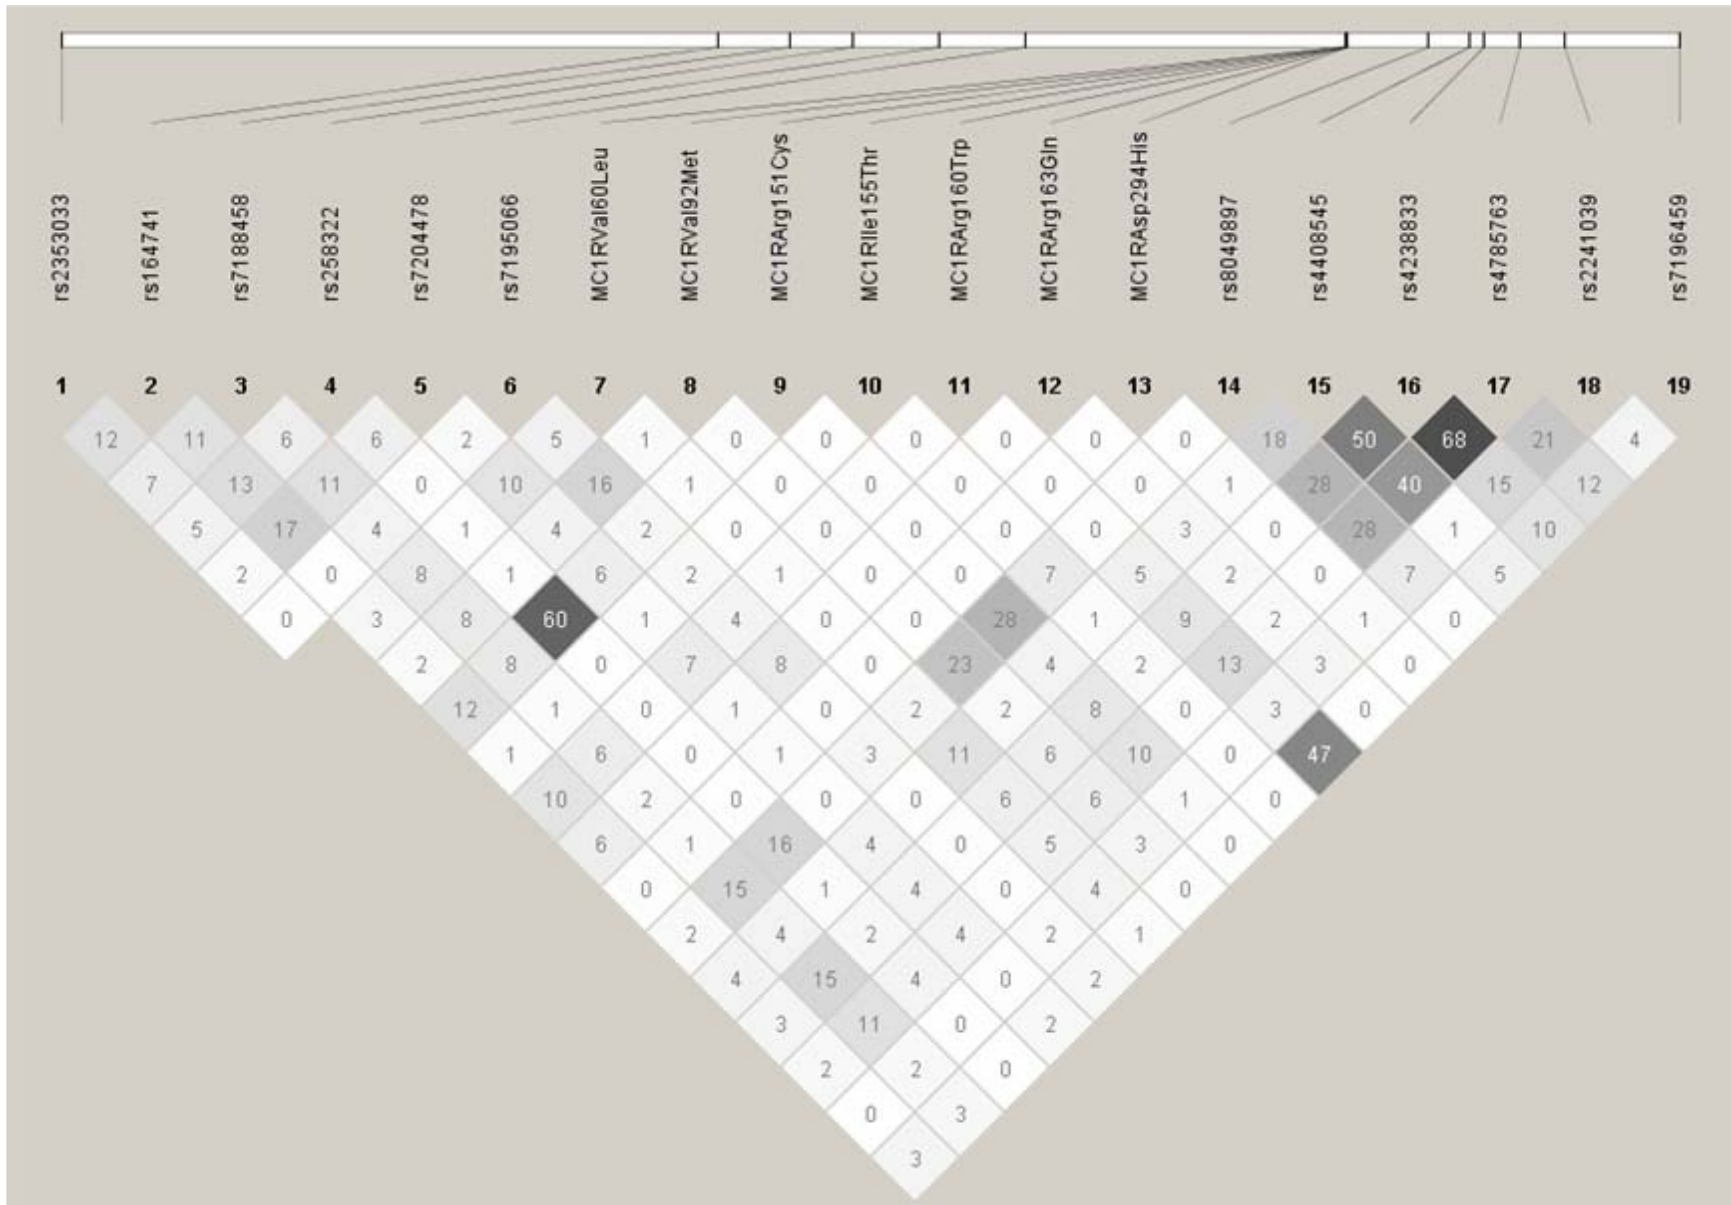 rs2353033
rs164741
rs7188458
rs258322
rs7204478
rs7195066
MC1RVal60Leu
MC1RVal92Met
MC1RArg151Cys
MC1RIle155Thr
MC1RArg160Trp
MC1RArg163Gln
MC1RAsp294His
rs8049897
rs4408545
rs4238833
rs4785763
rs2241039
rs7196459
1 2 3 4 5 6 7 8 9 10 11 12 13 14 15 16 17 18 19
12 11 6 6 2 5 1 0 0 0 0 0 0 18 50 68 21 4
7 13 11 0 10 16 1 0 0 0 0 0 1 28 40 15 12
5 17 4 1 4 2 0 0 0 0 0 3 0 28 1 10
2 0 8 1 6 2 1 0 0 7 5 2 0 7 5
0 3 8 60 1 4 0 0 28 1 9 2 1 0
2 8 0 7 8 0 23 4 2 13 3 0
12 1 0 1 0 2 2 8 0 3 0
1 6 0 1 3 11 6 10 0 47
10 2 0 0 0 6 6 1 0
6 1 16 4 0 5 3 0
0 15 1 4 0 4 0
2 4 2 4 2 1
4 15 4 0 2
3 11 0 2
2 2 0
0 3
3